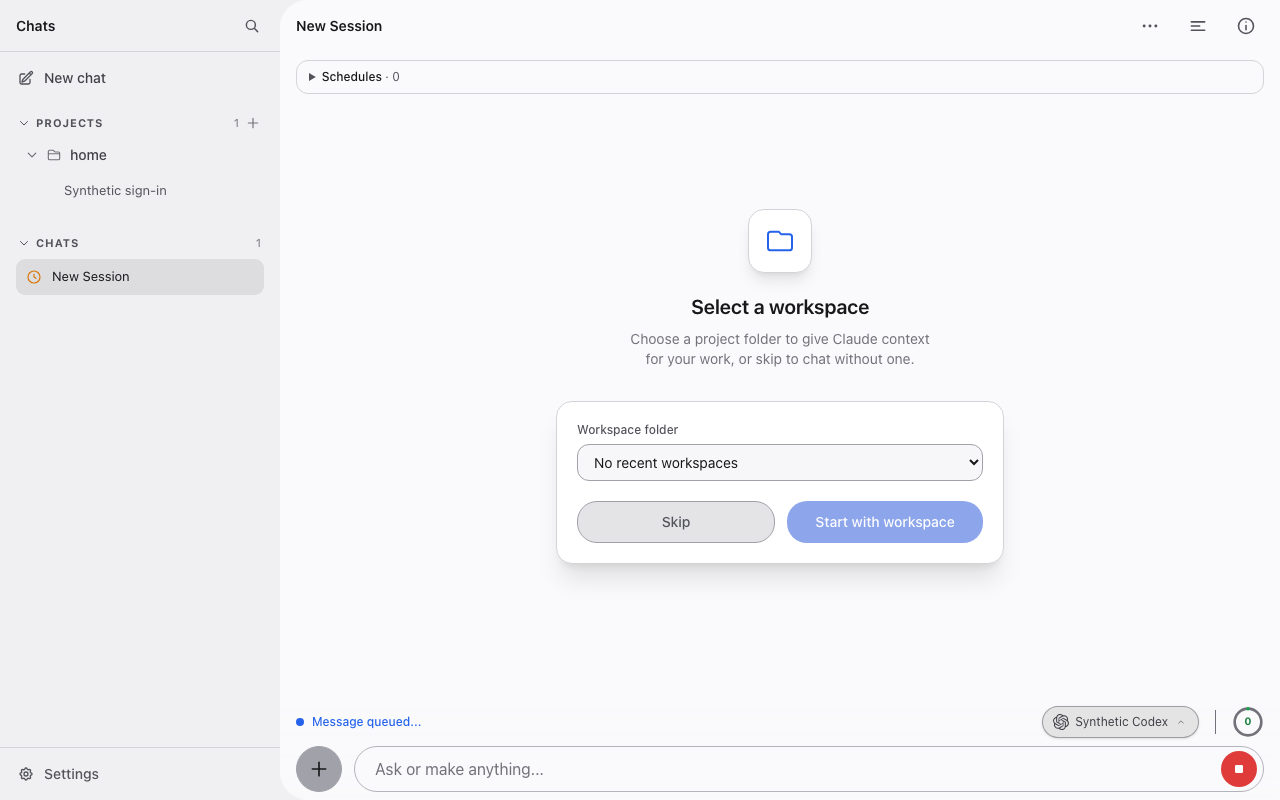 Chats
New chat
PROJECTS
1
home
Synthetic sign-in
CHATS
1
New Session
Settings
New Session
Schedules · 0
Select a workspace
Choose a project folder to give Claude context
for your work, or skip to chat without one.
Workspace folder
No recent workspaces
Skip
Start with workspace
Message queued...
Synthetic Codex
0
Ask or make anything...